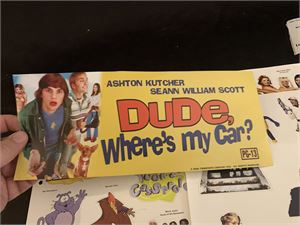 ASHTON KUTCHER
SEANN WILLIAM SCOTT
DUDE,
WHERE'S MY CAR?
PG-13